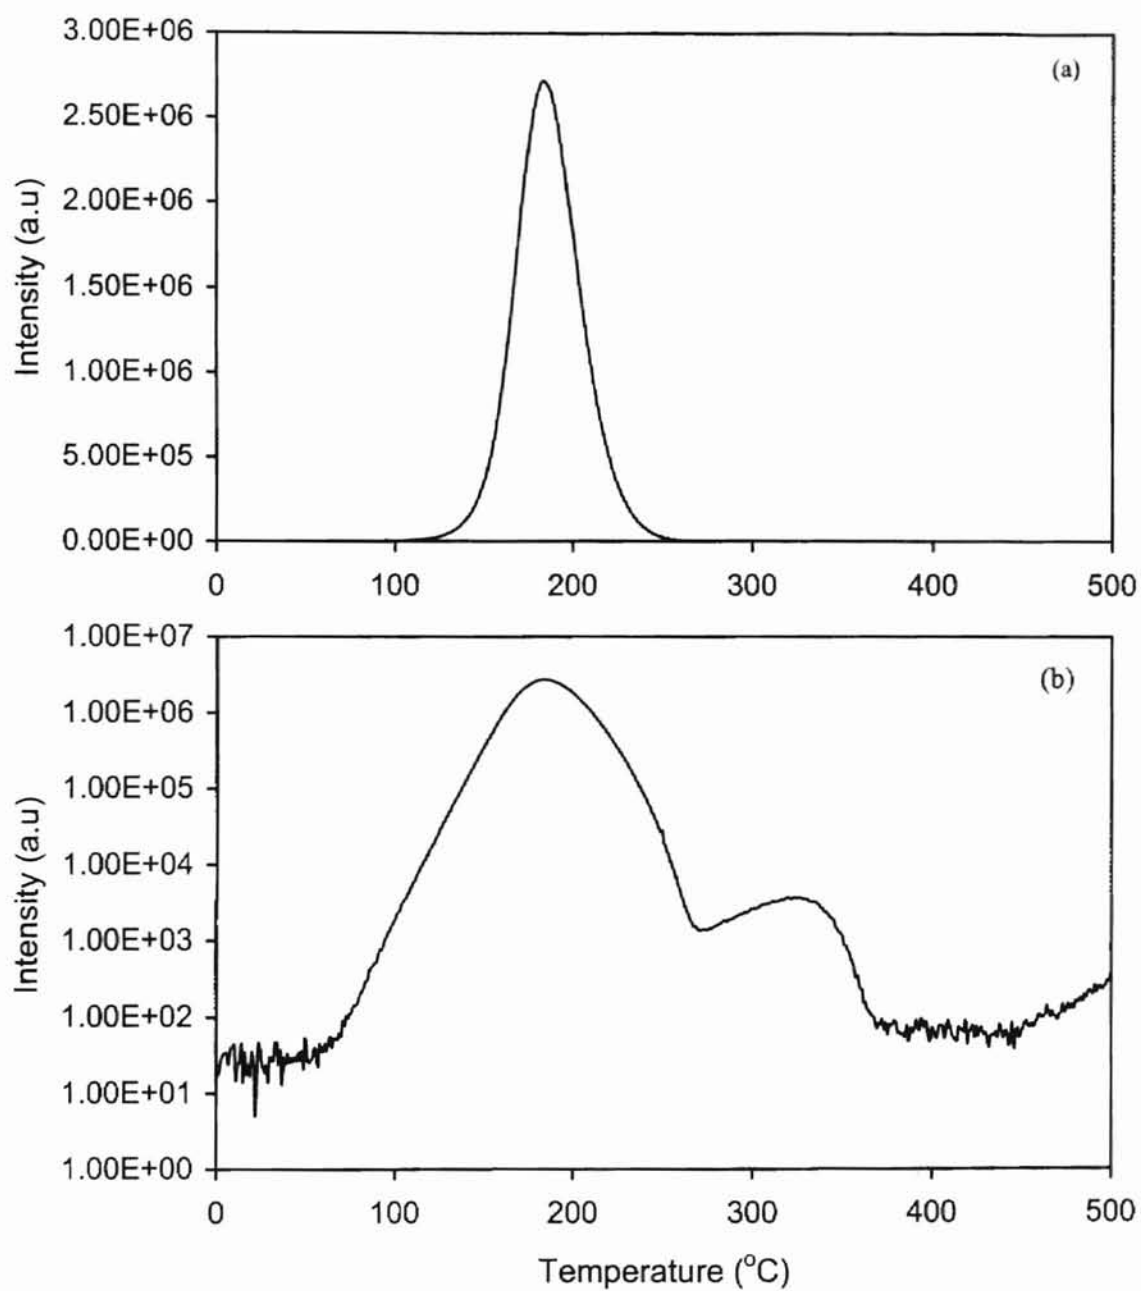 3.00E+06
(a)
2.50E+06
2.00E+06
1.50E+06
1.00E+06
5.00E+05
0.00E+00
Intensity (a.u)
0 100 200 300 400 500
1.00E+07
(b)
1.00E+06
1.00E+05
1.00E+04
1.00E+03
1.00E+02
1.00E+01
1.00E+00
Intensity (a.u)
0 100 200 300 400 500
Temperature (°C)